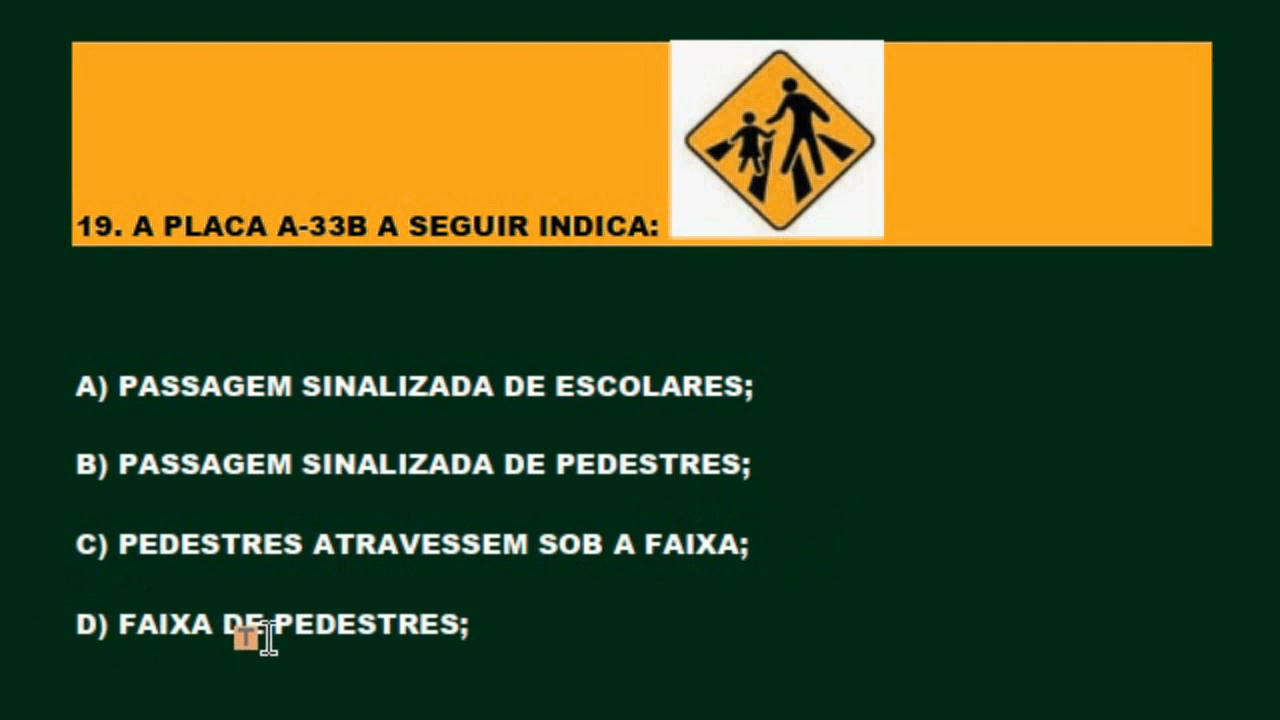 19. A PLACA A-33B A SEGUIR INDICA:
A) PASSAGEM SINALIZADA DE ESCOLARES;
B) PASSAGEM SINALIZADA DE PEDESTRES;
C) PEDESTRES ATRAVESSEM SOB A FAIXA;
D) FAIXA DE PEDESTRES;
T